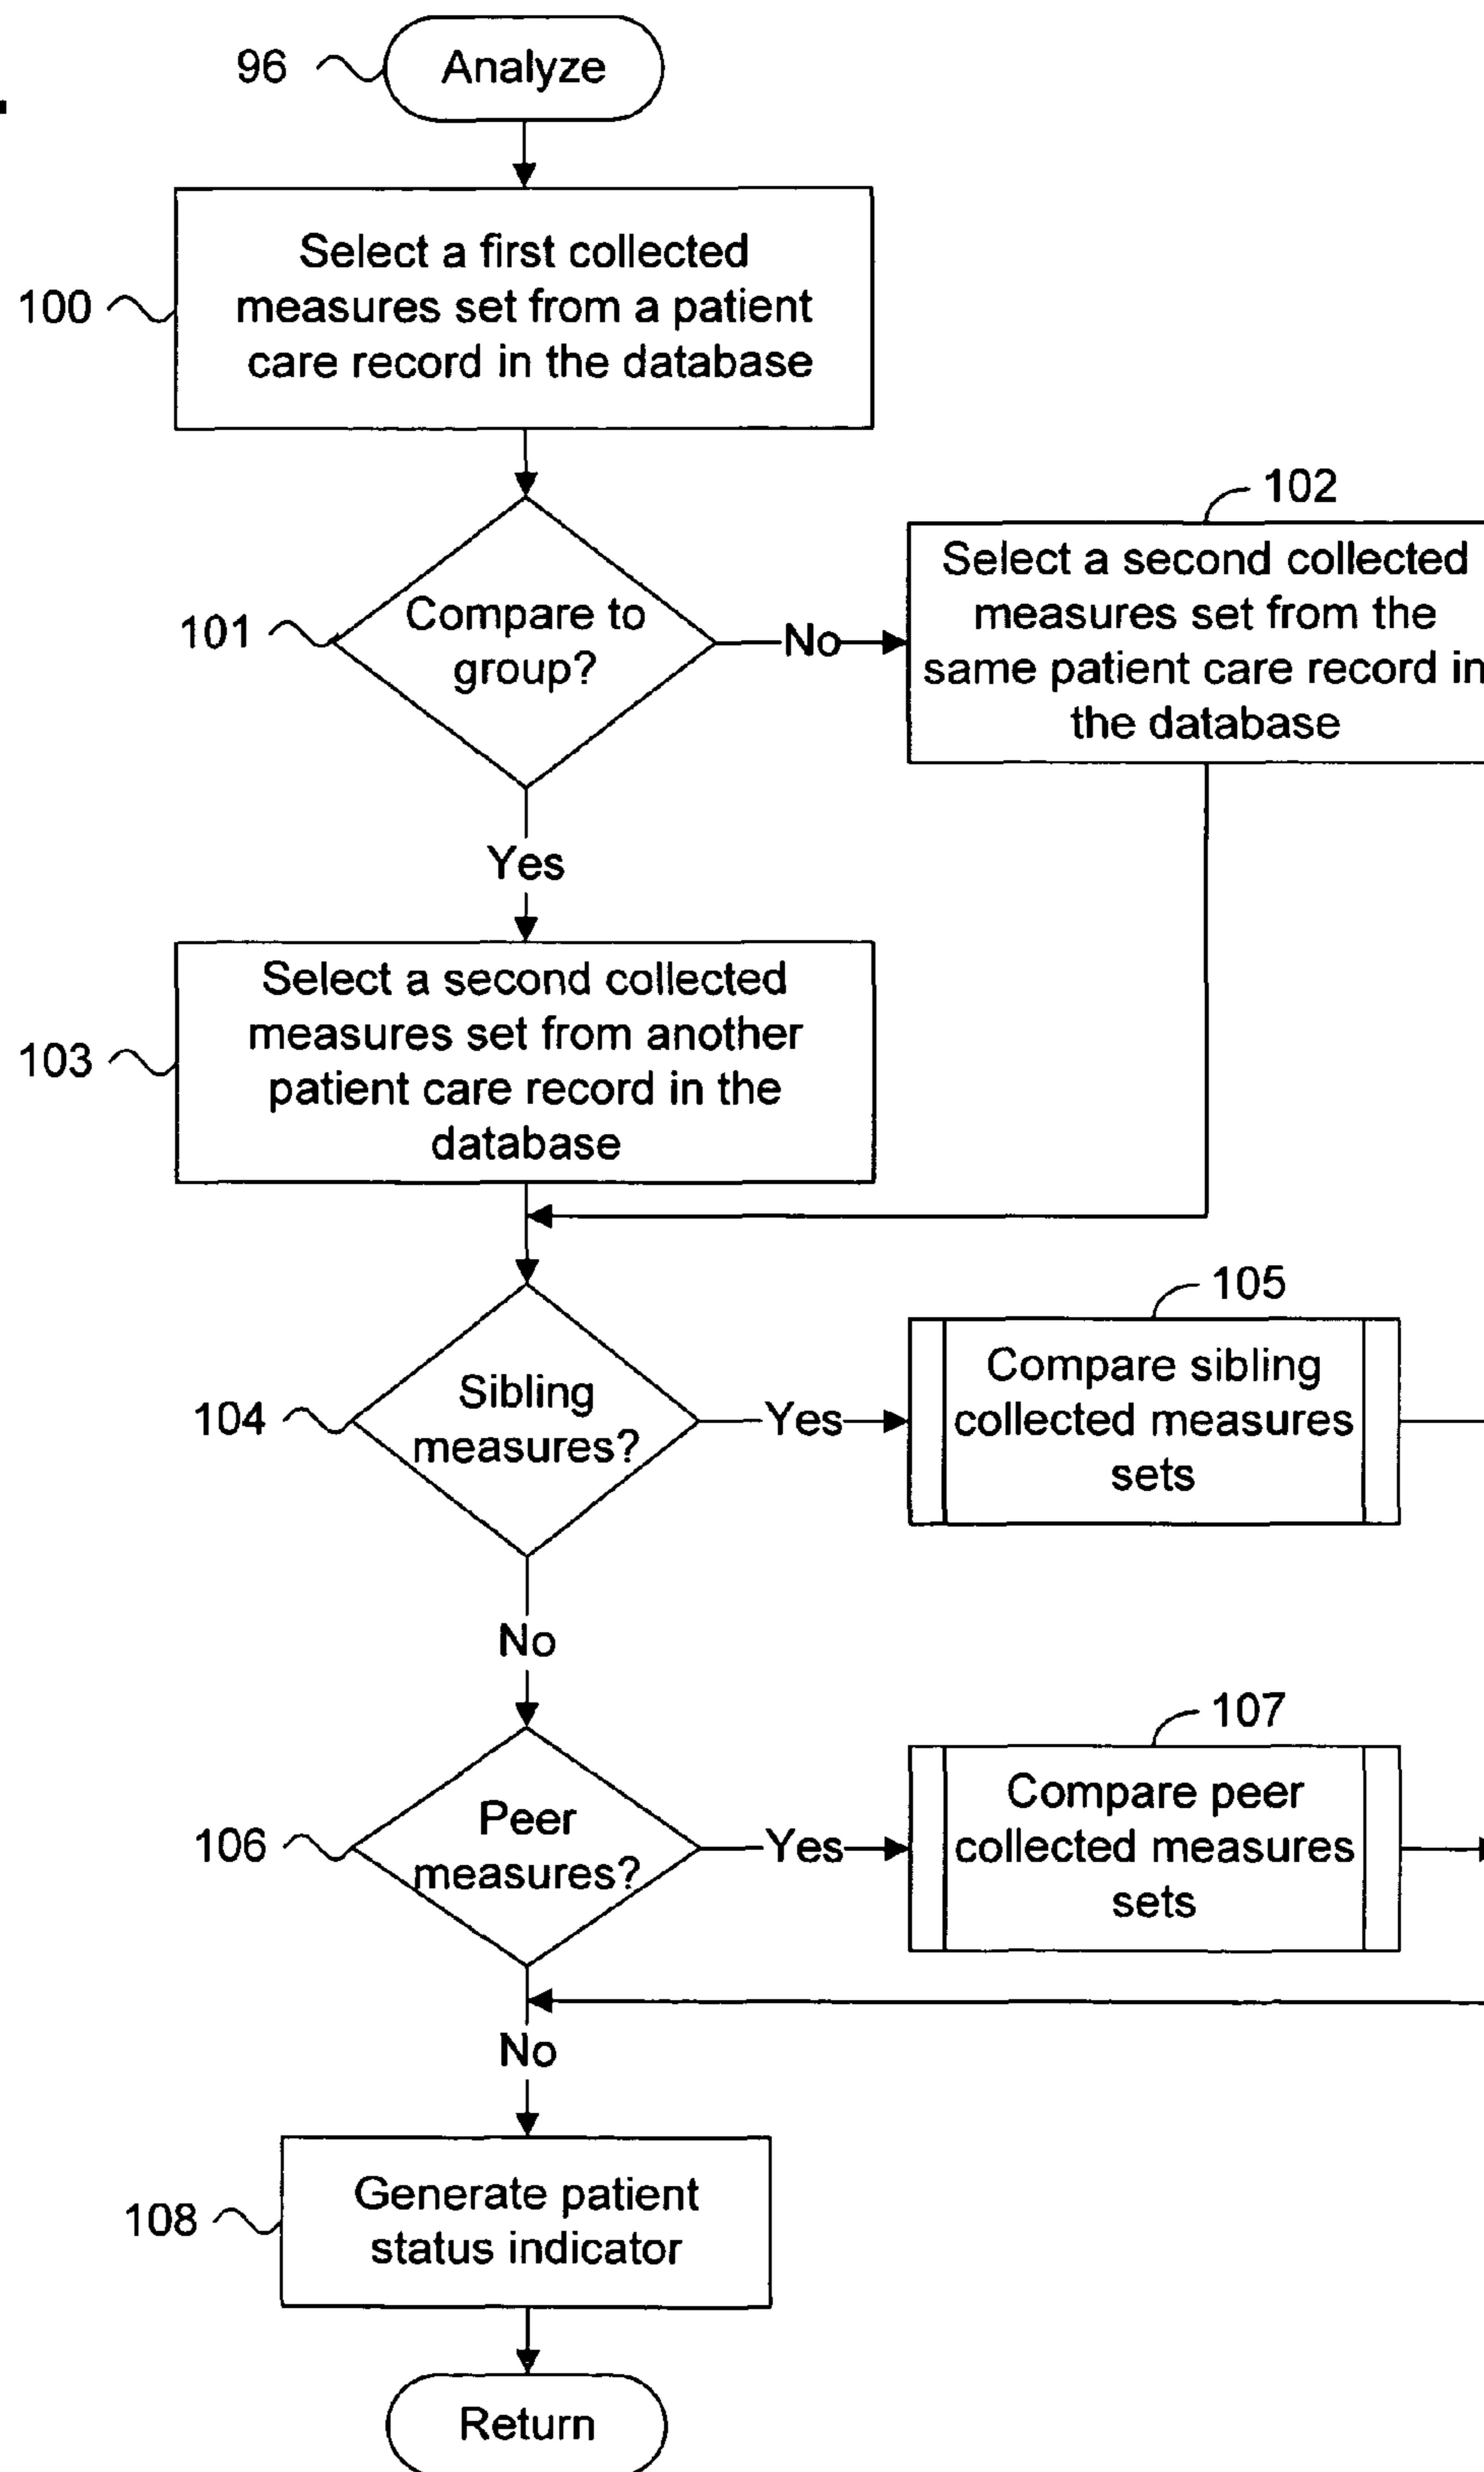 96
Analyze
Select a first collected
measures set from a patient
care record in the database
100
102
Select a second collected
measures set from the
same patient care record in
the database
101
Compare to
group?
No
Yes
Select a second collected
measures set from another
patient care record in the
database
103
105
104
Sibling
measures?
Yes
Compare sibling
collected measures
sets
No
107
106
Peer
measures?
Yes
Compare peer
collected measures
sets
No
Generate patient
status indicator
108
Return